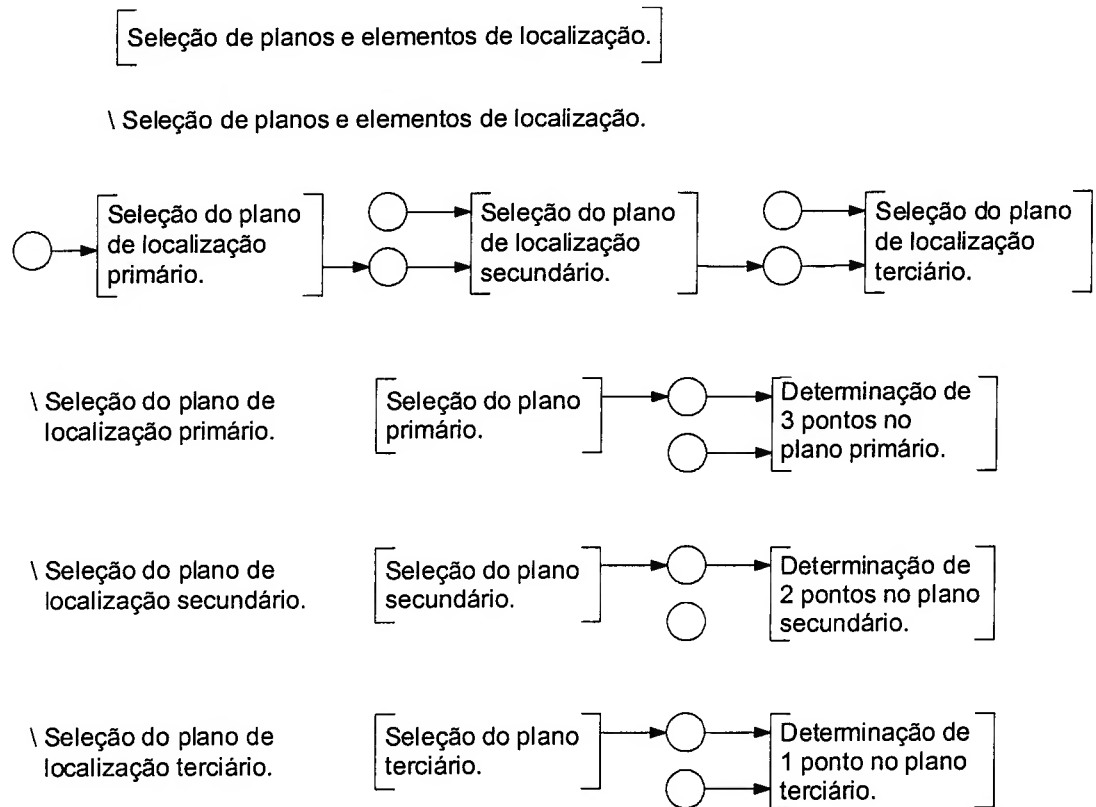 Seleção de planos e elementos de localização.
\ Seleção de planos e elementos de localização.
Seleção do plano
de localização
primário.
Seleção do plano
de localização
secundário.
Seleção do plano
de localização
terciário.
\ Seleção do plano de
localização primário.
Seleção do plano
primário.
Determinação de
3 pontos no
plano primário.
\ Seleção do plano de
localização secundário.
Seleção do plano
secundário.
Determinação de
2 pontos no plano
secundário.
\ Seleção do plano de
localização terciário.
Seleção do plano
terciário.
Determinação de
1 ponto no plano
terciário.